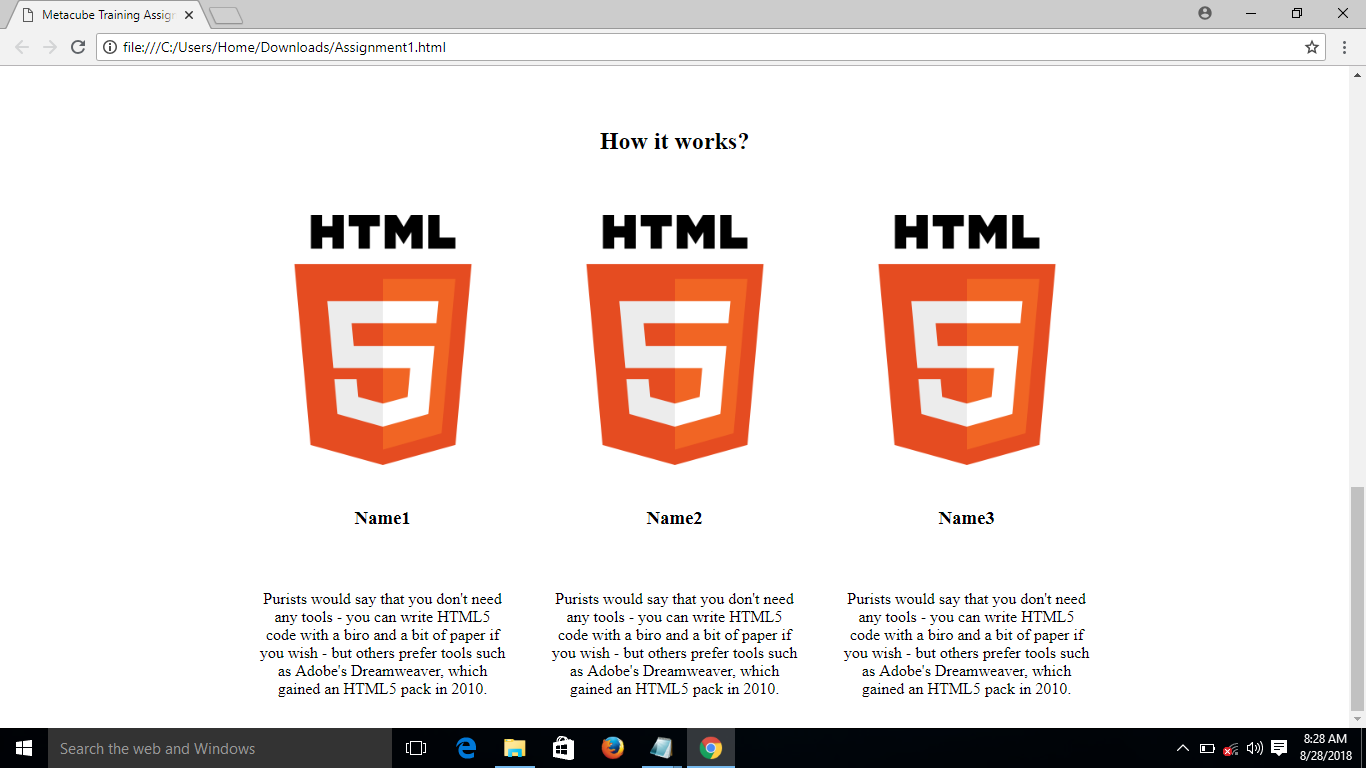 Metacube Training Assig
file:///C:/Users/Home/Downloads/Assignment1.html
How it works?
HTML HTML HTML
5 5 5
Name1 Name2 Name3
Purists would say that you don't need
any tools - you can write HTML5
code with a biro and a bit of paper if
you wish - but others prefer tools such
as Adobe's Dreamweaver, which
gained an HTML5 pack in 2010.
Purists would say that you don't need
any tools - you can write HTML5
code with a biro and a bit of paper if
you wish - but others prefer tools such
as Adobe's Dreamweaver, which
gained an HTML5 pack in 2010.
Purists would say that you don't need
any tools - you can write HTML5
code with a biro and a bit of paper if
you wish - but others prefer tools such
as Adobe's Dreamweaver, which
gained an HTML5 pack in 2010.
Search the web and Windows
8:28 AM
8/28/2018